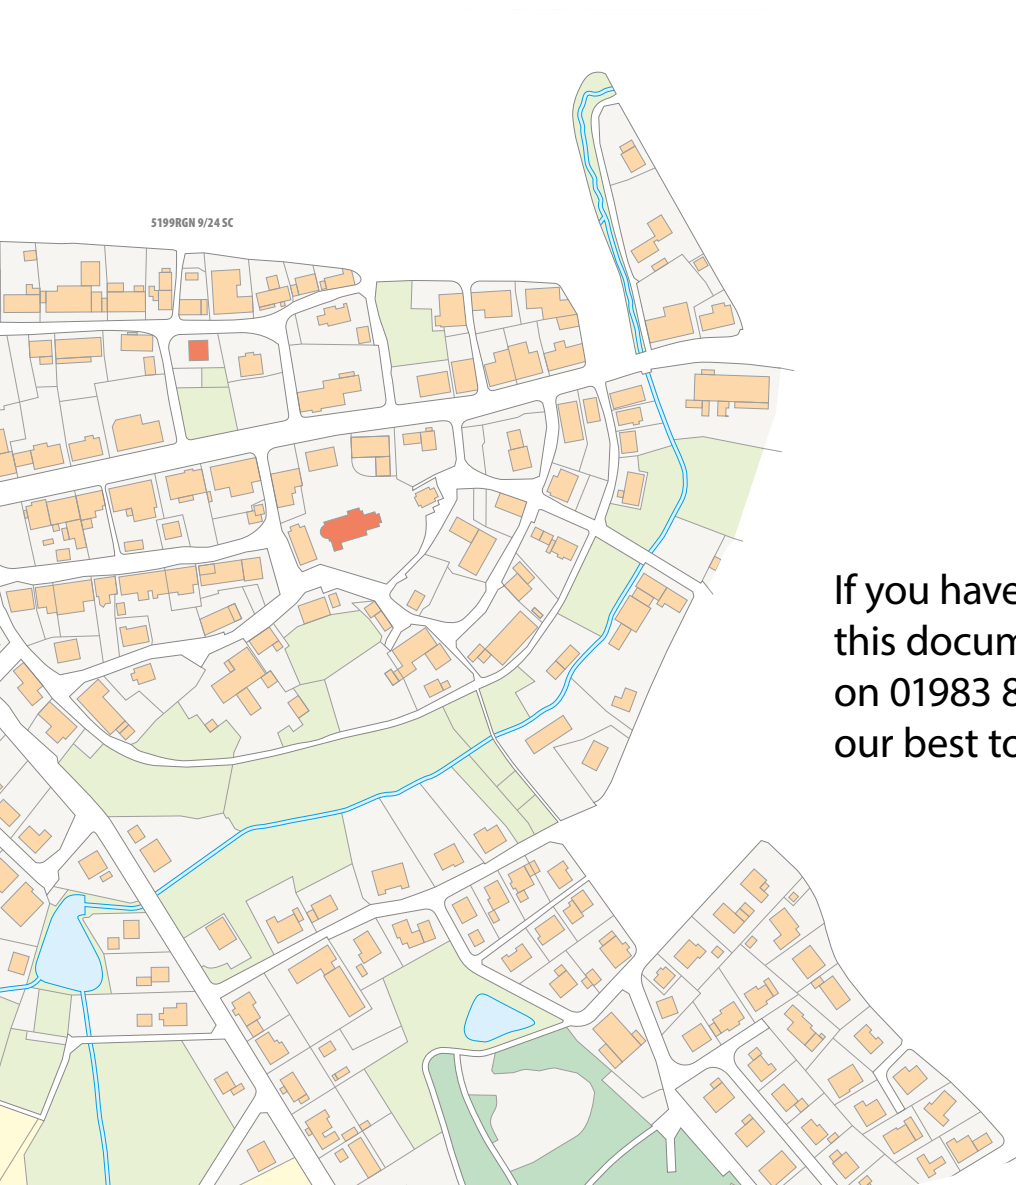 5199RGN 9/24 SC
If you have
this docum
on 01983 8
our best to